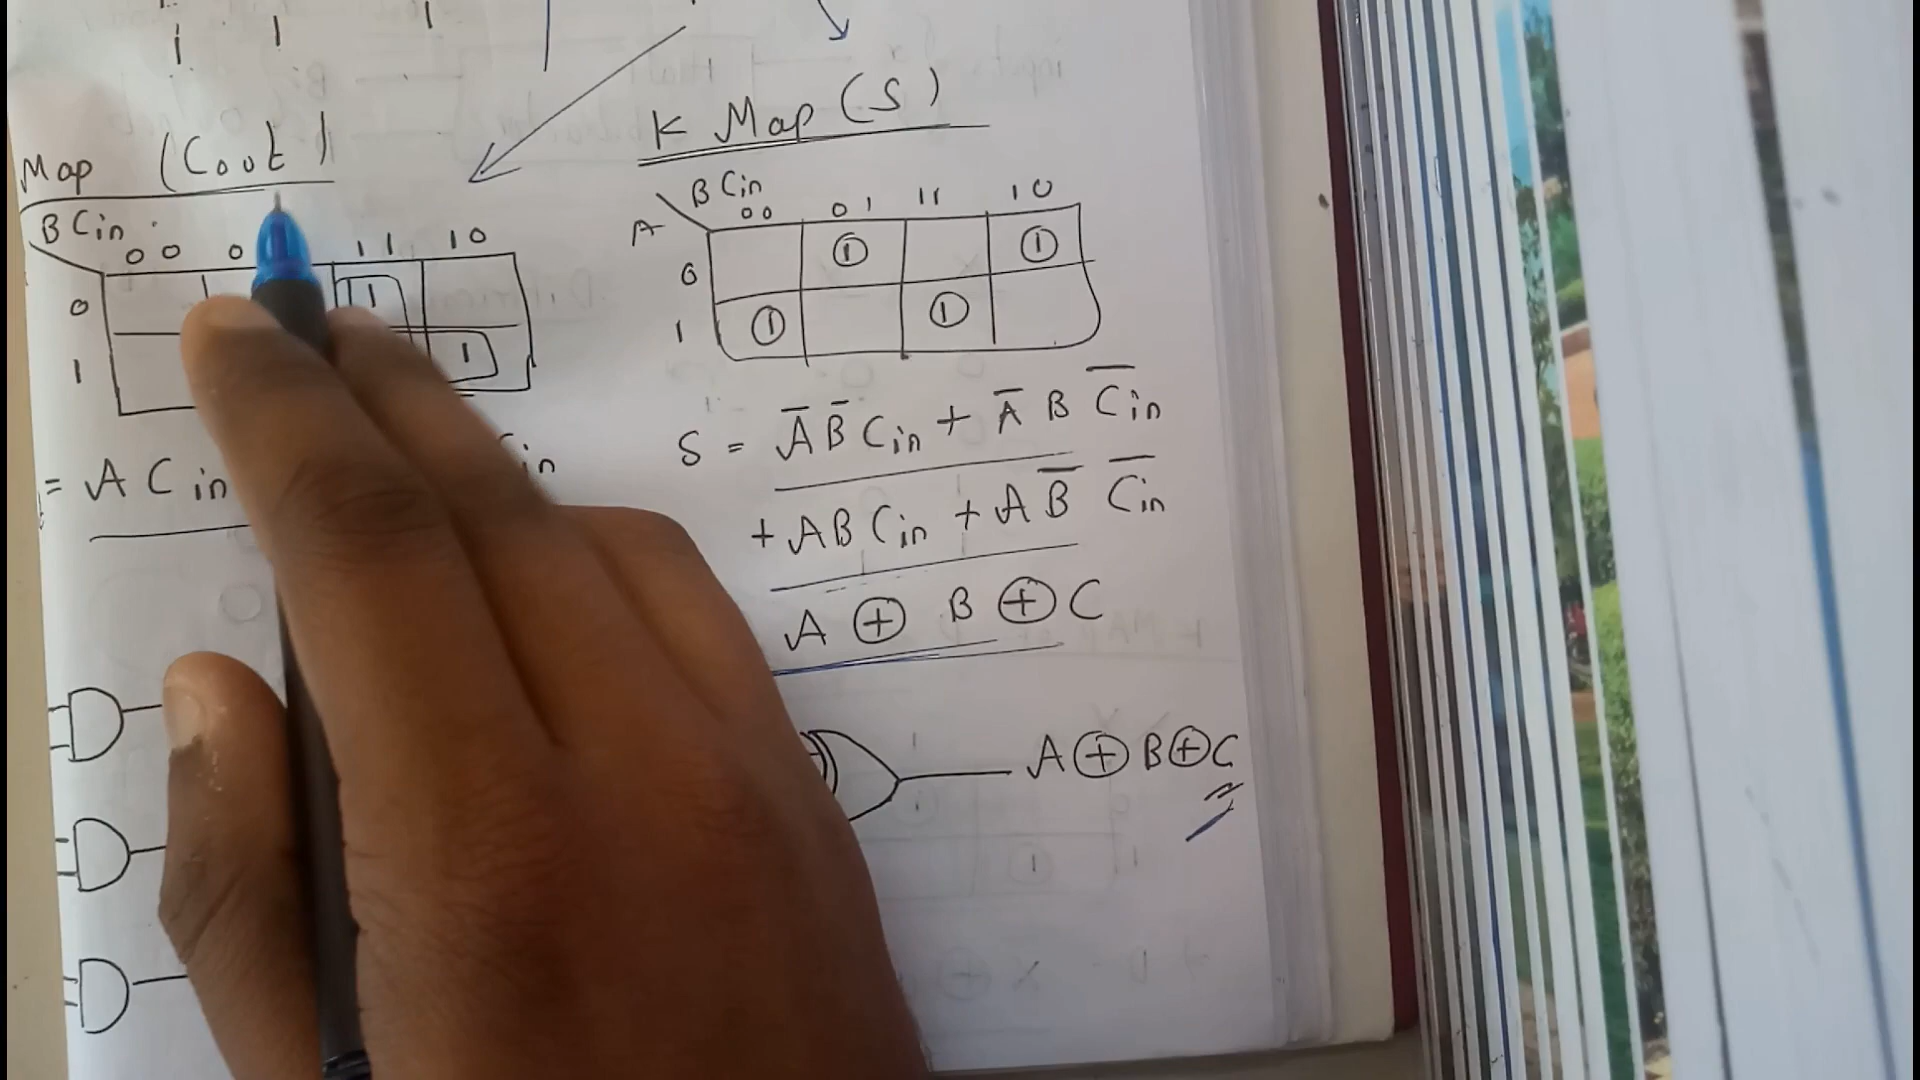 Map (Cout)
B Cin
00 0 11 10
0 1
1 1
= A Cin in
K Map (S)
B Cin
A 00 01 11 10
0 1 1
1 1 1
S = A̅ B̅ Cin + A̅ B C̅in
+ A B Cin + A B̅ C̅in
A ⊕ B ⊕ C
A ⊕ B ⊕ C